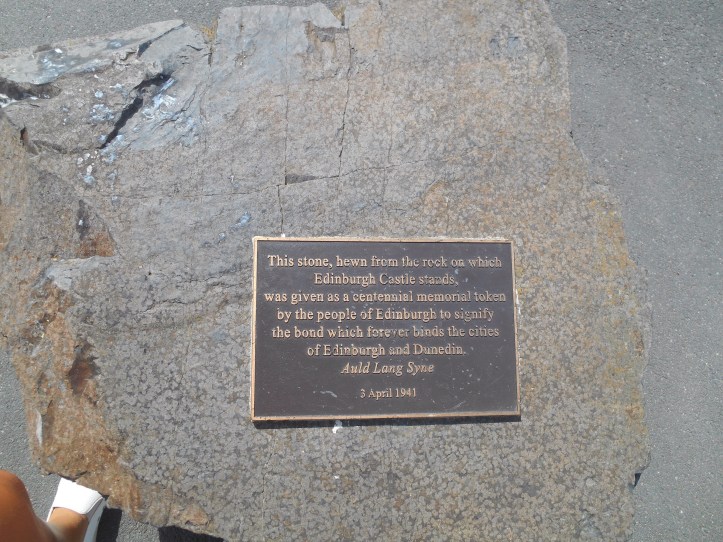 This stone, hewn from the rock on which
Edinburgh Castle stands,
was given as a centennial memorial token
by the people of Edinburgh to signify
the bond which forever binds the cities
of Edinburgh and Dunedin.
Auld Lang Syne
3 April 1941